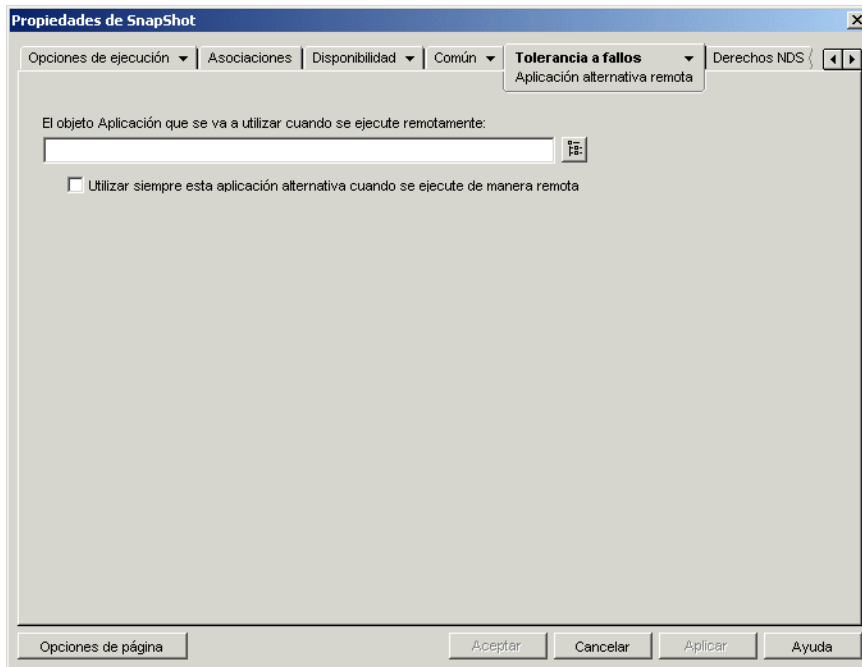 Propiedades de SnapShot
Opciones de ejecución
Asociaciones
Disponibilidad
Común
Tolerancia a fallos
Derechos NDS
Aplicación alternativa remota
El objeto Aplicación que se va a utilizar cuando se ejecute remotamente:
Utilizar siempre esta aplicación alternativa cuando se ejecute de manera remota
Opciones de página
Aceptar
Cancelar
Aplicar
Ayuda